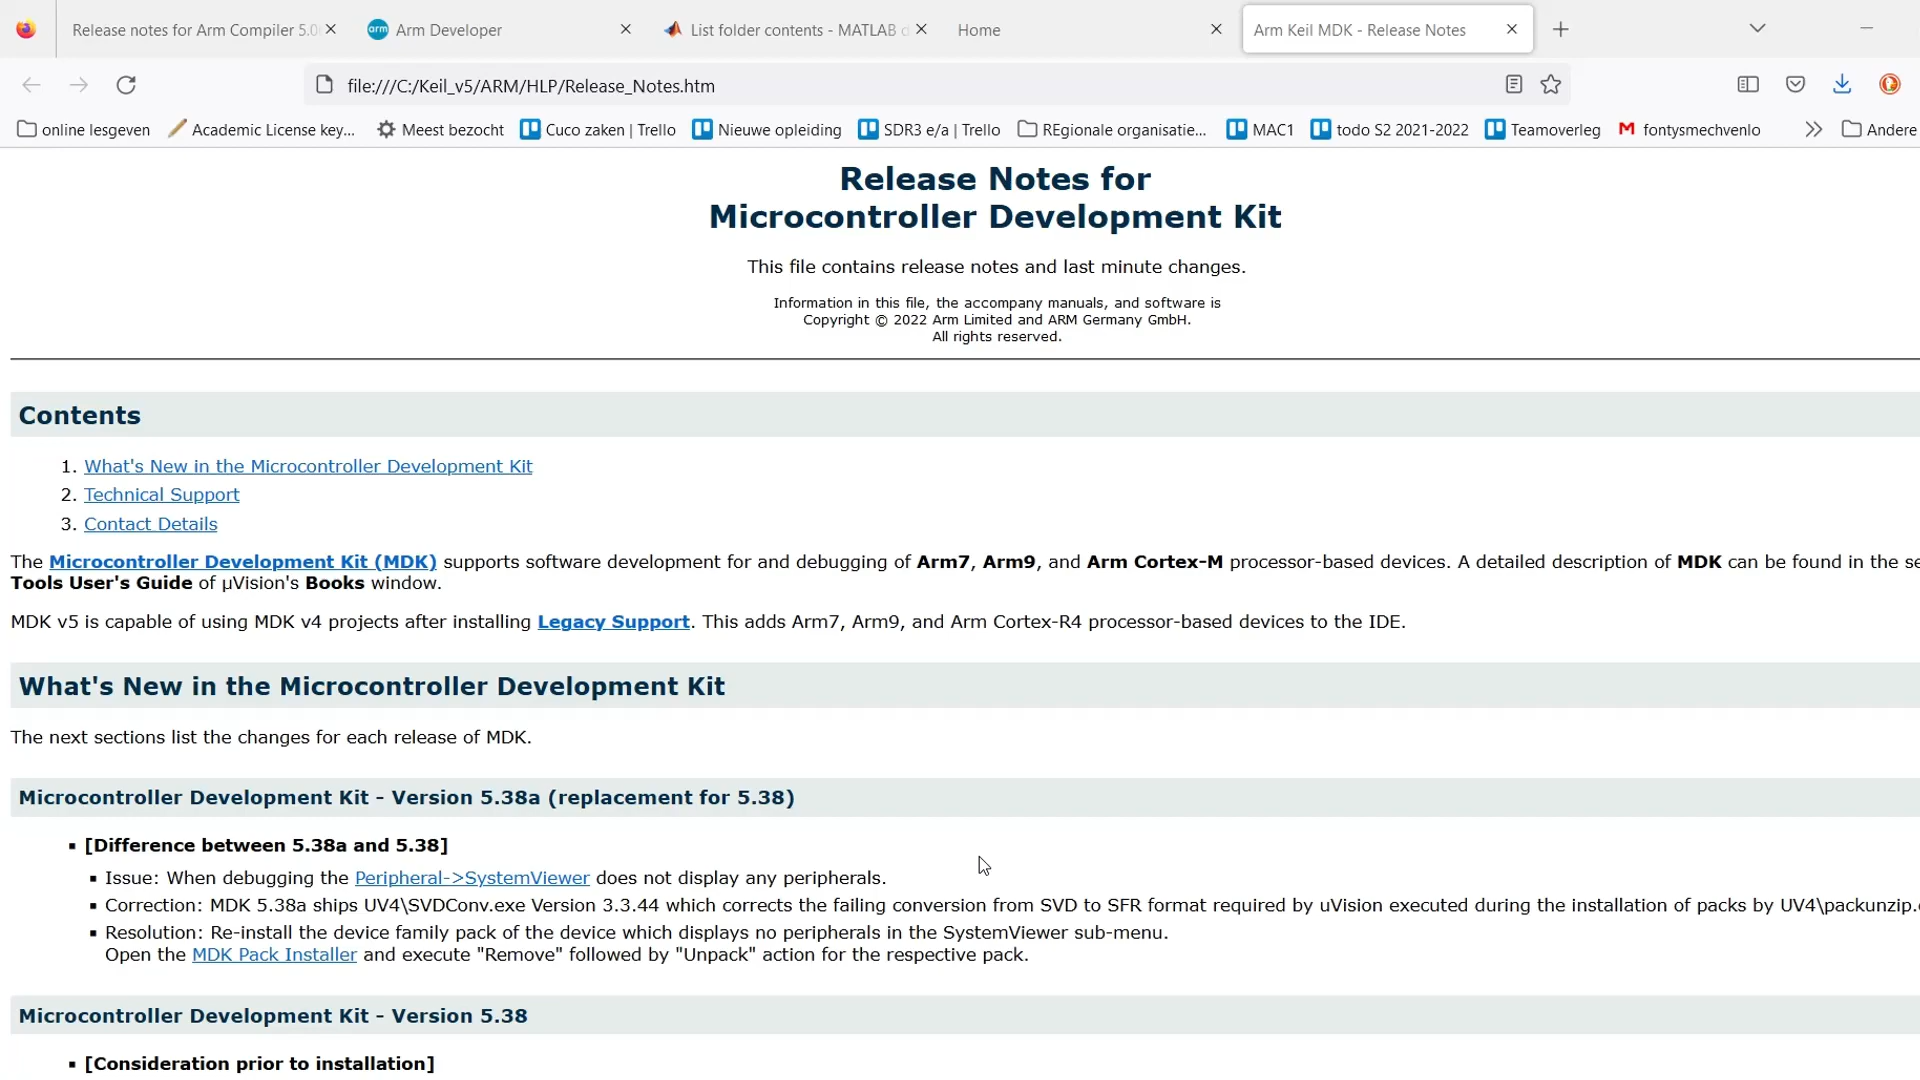 Release notes for Arm Compiler 5.0
Arm Developer
List folder contents - MATLAB d
Home
Arm Keil MDK - Release Notes
file:///C:/Keil_v5/ARM/HLP/Release_Notes.htm
online lesgeven
Academic License key...
Meest bezocht
Cuco zaken | Trello
Nieuwe opleiding
SDR3 e/a | Trello
REgionale organisatie...
MAC1
todo S2 2021-2022
Teamoverleg
fontysmechvenlo
Andere
Release Notes for
Microcontroller Development Kit
This file contains release notes and last minute changes.
Information in this file, the accompany manuals, and software is
Copyright © 2022 Arm Limited and ARM Germany GmbH.
All rights reserved.
Contents
1. What's New in the Microcontroller Development Kit
2. Technical Support
3. Contact Details
The Microcontroller Development Kit (MDK) supports software development for and debugging of Arm7, Arm9, and Arm Cortex-M processor-based devices. A detailed description of MDK can be found in the se
Tools User's Guide of µVision's Books window.
MDK v5 is capable of using MDK v4 projects after installing Legacy Support. This adds Arm7, Arm9, and Arm Cortex-R4 processor-based devices to the IDE.
What's New in the Microcontroller Development Kit
The next sections list the changes for each release of MDK.
Microcontroller Development Kit - Version 5.38a (replacement for 5.38)
▪ [Difference between 5.38a and 5.38]
▪ Issue: When debugging the Peripheral->SystemViewer does not display any peripherals.
▪ Correction: MDK 5.38a ships UV4\SVDConv.exe Version 3.3.44 which corrects the failing conversion from SVD to SFR format required by uVision executed during the installation of packs by UV4\packunzip.
▪ Resolution: Re-install the device family pack of the device which displays no peripherals in the SystemViewer sub-menu.
Open the MDK Pack Installer and execute "Remove" followed by "Unpack" action for the respective pack.
Microcontroller Development Kit - Version 5.38
▪ [Consideration prior to installation]